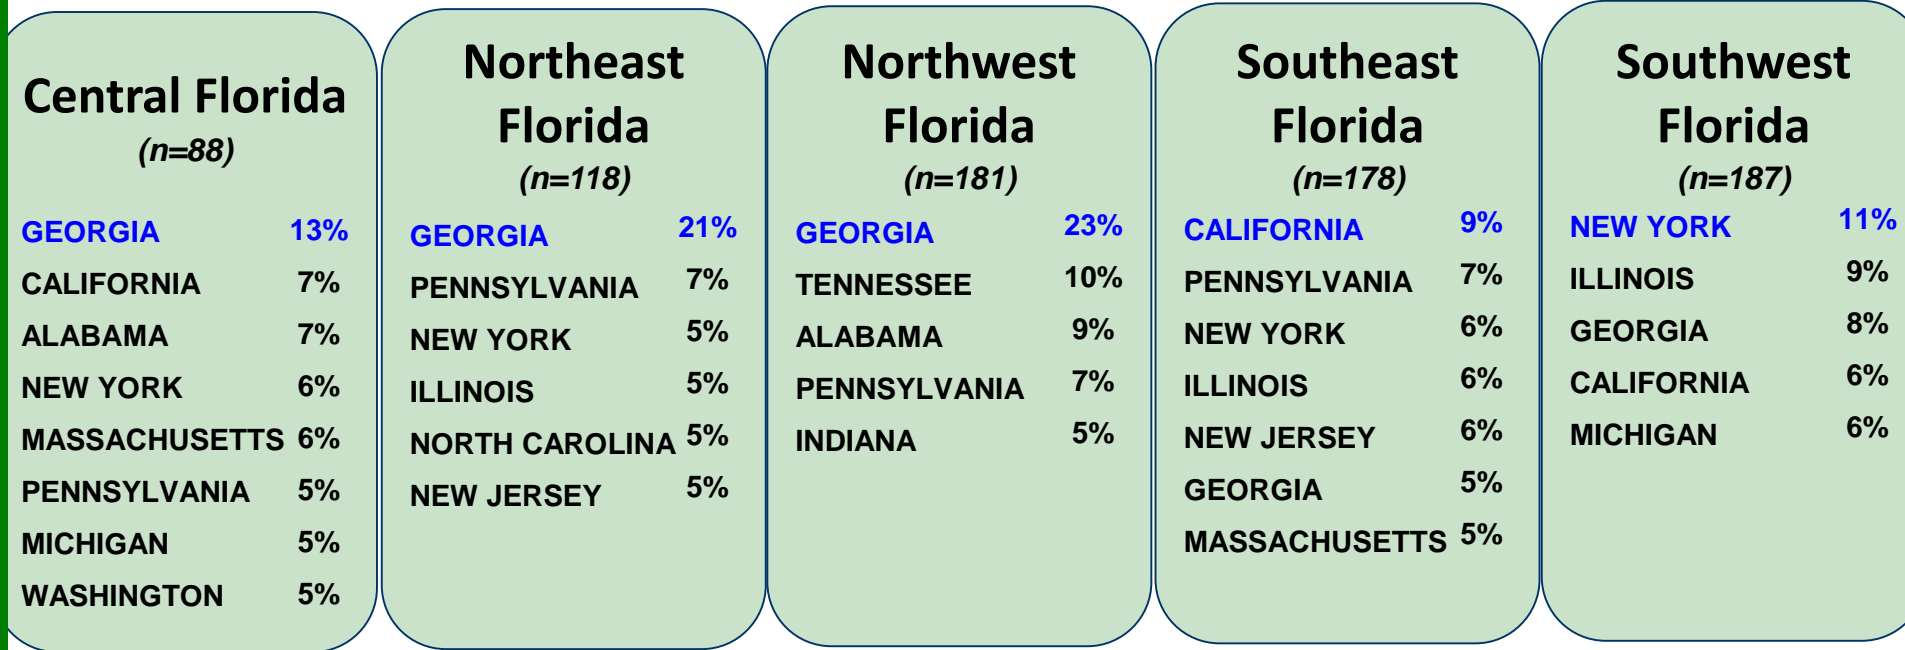 Central Florida
(n=88)
GEORGIA 13%
CALIFORNIA 7%
ALABAMA 7%
NEW YORK 6%
MASSACHUSETTS 6%
PENNSYLVANIA 5%
MICHIGAN 5%
WASHINGTON 5%
Northeast
Florida
(n=118)
GEORGIA 21%
PENNSYLVANIA 7%
NEW YORK 5%
ILLINOIS 5%
NORTH CAROLINA 5%
NEW JERSEY 5%
Northwest
Florida
(n=181)
GEORGIA 23%
TENNESSEE 10%
ALABAMA 9%
PENNSYLVANIA 7%
INDIANA 5%
Southeast
Florida
(n=178)
CALIFORNIA 9%
PENNSYLVANIA 7%
NEW YORK 6%
ILLINOIS 6%
NEW JERSEY 6%
GEORGIA 5%
MASSACHUSETTS 5%
Southwest
Florida
(n=187)
NEW YORK 11%
ILLINOIS 9%
GEORGIA 8%
CALIFORNIA 6%
MICHIGAN 6%